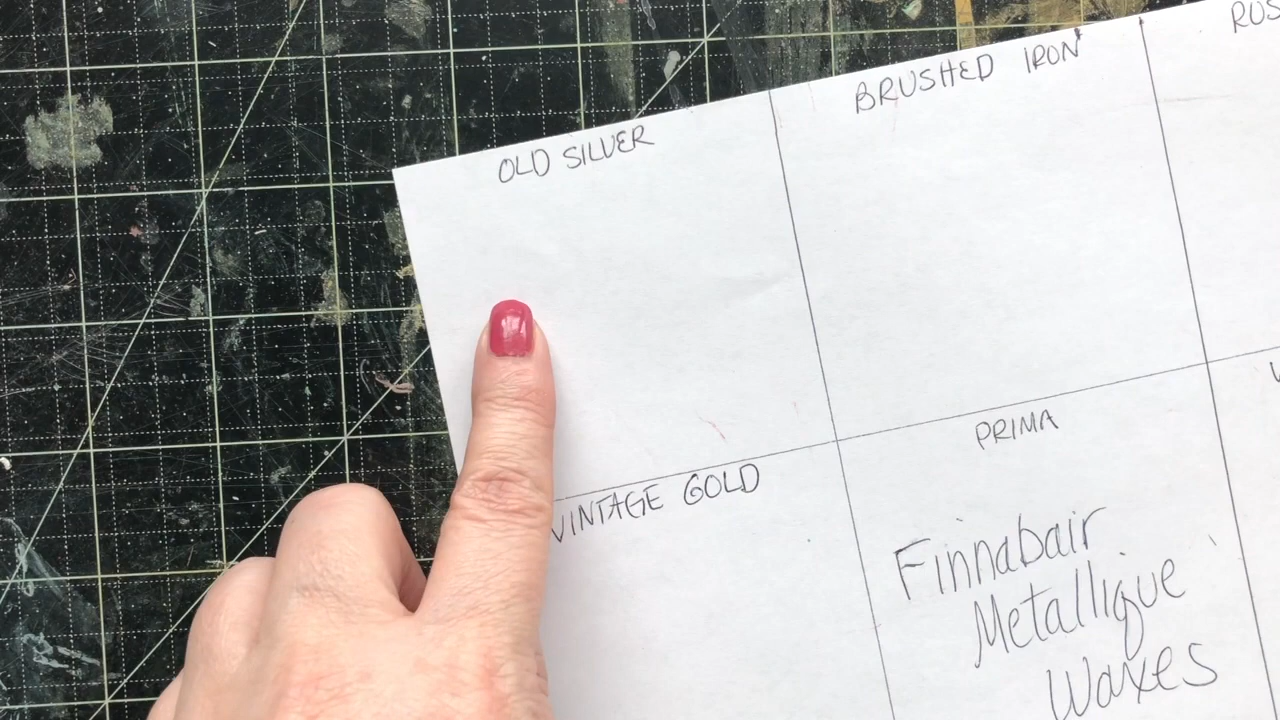 OLD SILVER
BRUSHED IRON
VINTAGE GOLD
PRIMA
Finnabair
Metallique
Waxes